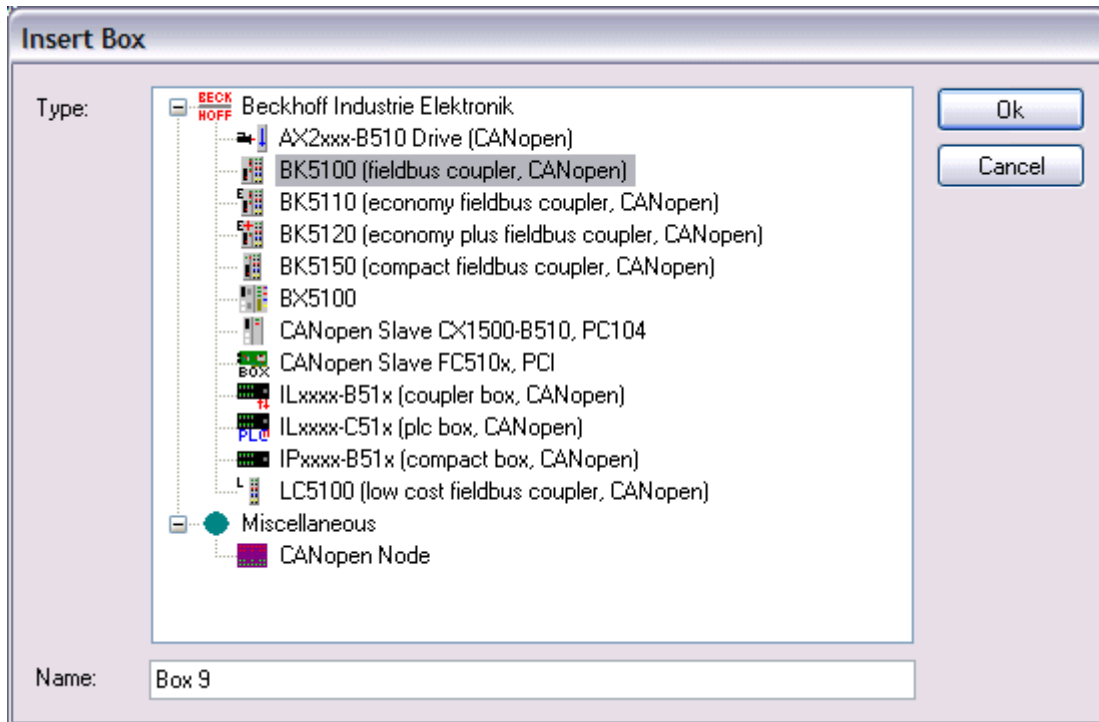 Insert Box
Type:
BECK
HOFF
Beckhoff Industrie Elektronik
Ok
AX2xxx-B510 Drive (CANopen)
BK5100 (fieldbus coupler, CANopen)
Cancel
E
BK5110 (economy fieldbus coupler, CANopen)
E+
BK5120 (economy plus fieldbus coupler, CANopen)
BK5150 (compact fieldbus coupler, CANopen)
BX5100
CANopen Slave CX1500-B510, PC104
BOX
CANopen Slave FC510x, PCI
ILxxxx-B51x (coupler box, CANopen)
PLC
ILxxxx-C51x (plc box, CANopen)
IPxxxx-B51x (compact box, CANopen)
L
LC5100 (low cost fieldbus coupler, CANopen)
Miscellaneous
CANopen Node
Name:
Box 9